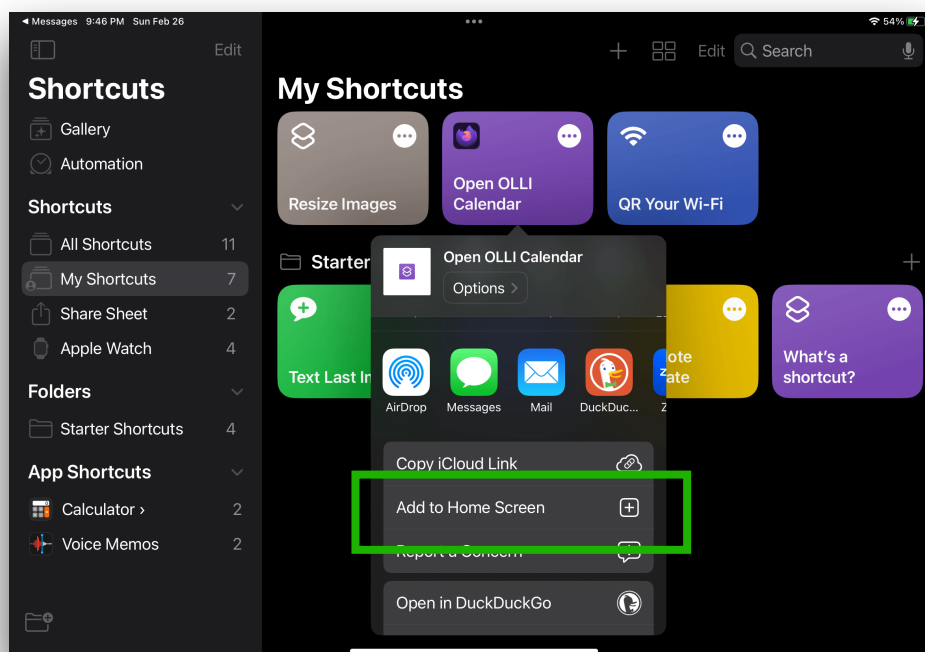 ◀ Messages 9:46 PM Sun Feb 26
54%
Edit
Edit
Search
Shortcuts
My Shortcuts
Gallery
Automation
Resize Images
Open OLLI
Calendar
QR Your Wi-Fi
Shortcuts
All Shortcuts 11
My Shortcuts 7
Share Sheet 2
Apple Watch 4
Folders
Starter Shortcuts 4
App Shortcuts
Calculator › 2
Voice Memos 2
Starter
Text Last
What's a
shortcut?
Open OLLI Calendar
Options >
AirDrop
Messages
Mail
DuckDuc...
Copy iCloud Link
Add to Home Screen
Report a Concern
Open in DuckDuckGo